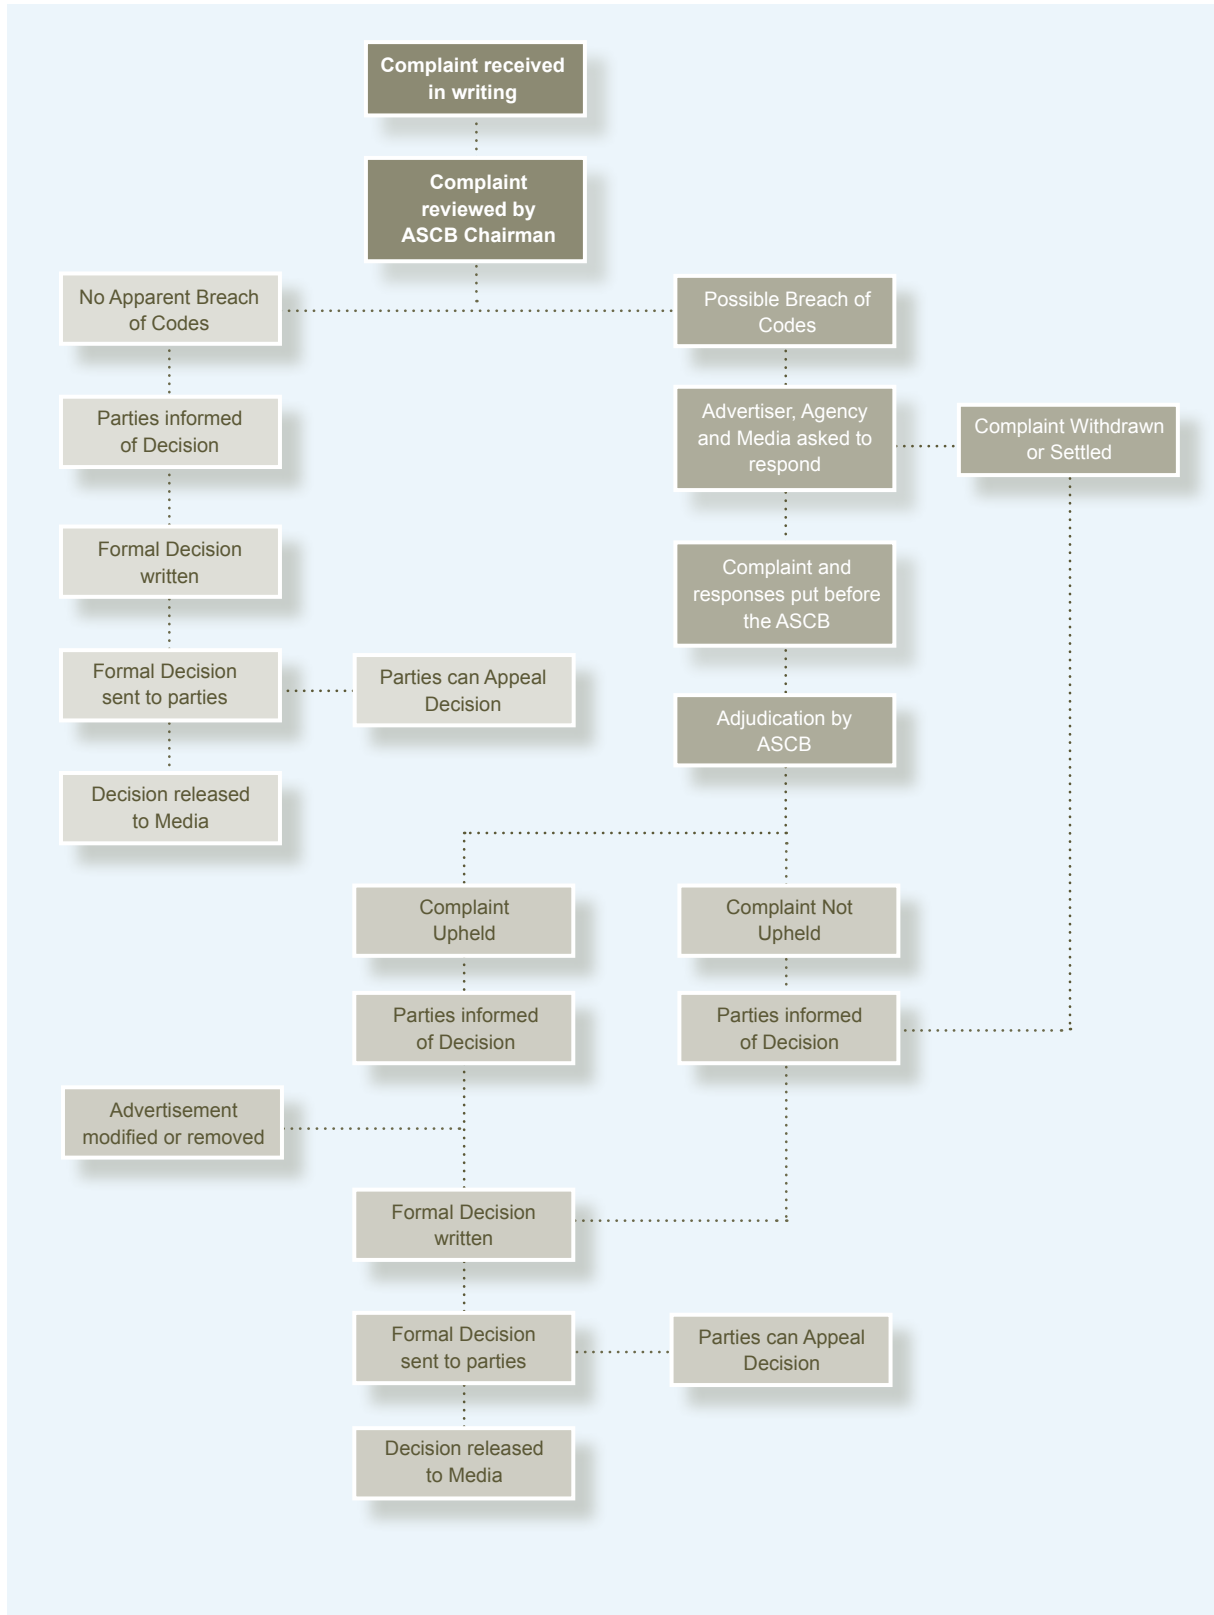 Complaint received
in writing
Complaint
reviewed by
ASCB Chairman
No Apparent Breach
of Codes
Possible Breach of
Codes
Parties informed
of Decision
Advertiser, Agency
and Media asked to
respond
Complaint Withdrawn
or Settled
Formal Decision
written
Complaint and
responses put before
the ASCB
Formal Decision
sent to parties
Parties can Appeal
Decision
Adjudication by
ASCB
Decision released
to Media
Complaint
Upheld
Complaint Not
Upheld
Parties informed
of Decision
Parties informed
of Decision
Advertisement
modified or removed
Formal Decision
written
Formal Decision
sent to parties
Parties can Appeal
Decision
Decision released
to Media